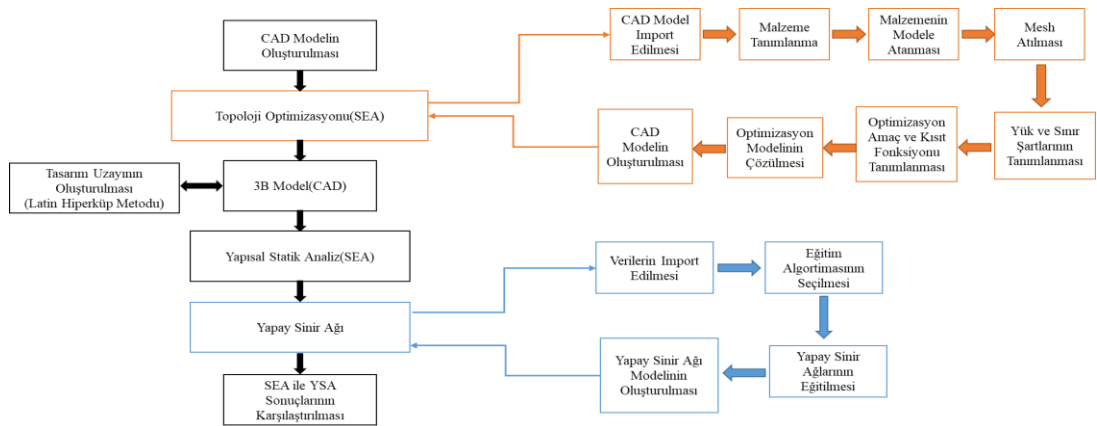 CAD Modelin
Oluşturulması
Topoloji Optimizasyonu(SEA)
Tasarım Uzayının
Oluşturulması
(Latin Hiperküp Metodu)
3B Model(CAD)
Yapısal Statik Analiz(SEA)
Yapay Sinir Ağı
SEA ile YSA
Sonuçlarının
Karşılaştırılması
CAD Model
Import
Edilmesi
Malzeme
Tanımlanma
Malzemenin
Modele
Atanması
Mesh
Atılması
Yük ve Sınır
Şartlarının
Tanımlanması
Optimizasyon
Amaç ve Kısıt
Fonksiyonu
Tanımlanması
Optimizasyon
Modelinin
Çözülmesi
CAD
Modelin
Oluşturulması
Verilerin Import
Edilmesi
Eğitim
Algortimasının
Seçilmesi
Yapay Sinir
Ağlarının
Eğitilmesi
Yapay Sinir Ağı
Modelinin
Oluşturulması